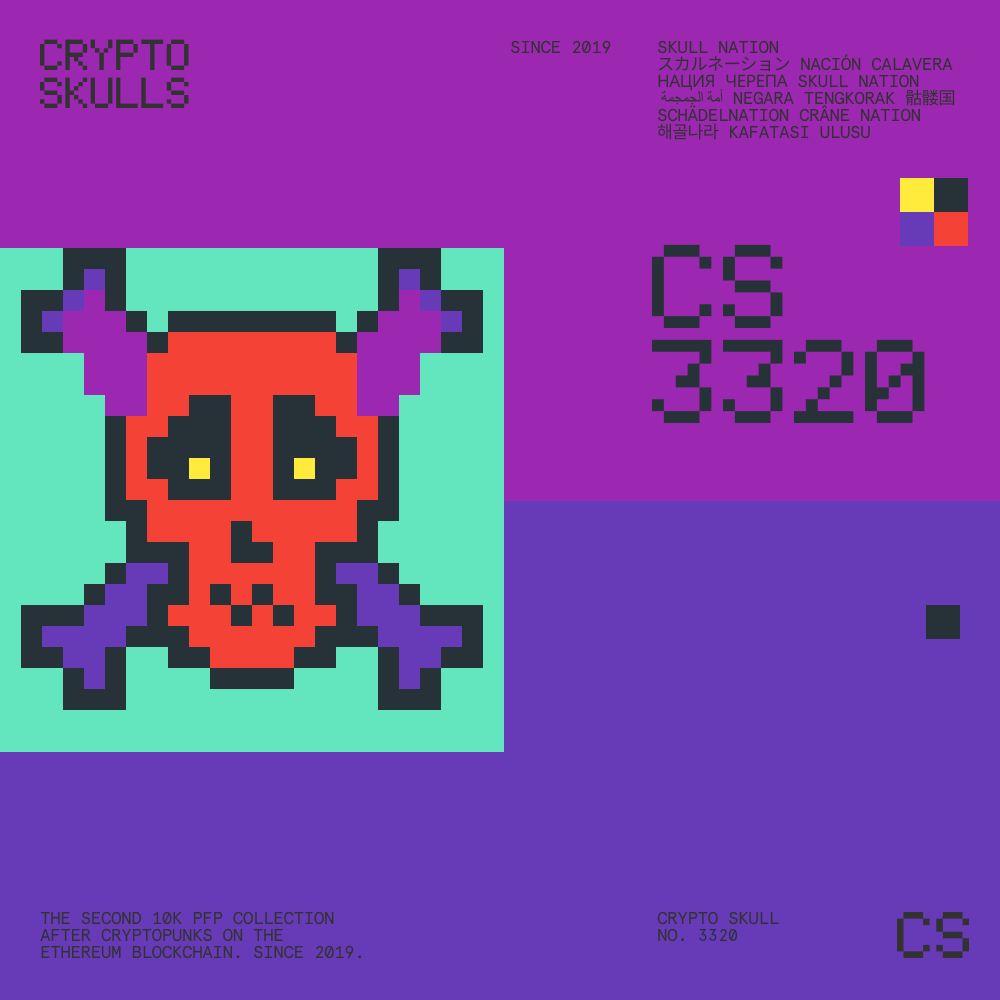 CRYPTO
SKULLS
SINCE 2019
SKULL NATION
スカルネーション NACIÓN CALAVERA
НАЦИЯ ЧЕРЕПА SKULL NATION
أمة الجمجمة NEGARA TENGKORAK 骷髅国
SCHÄDELNATION CRÂNE NATION
해골나라 KAFATASI ULUSU
CS
3320
THE SECOND 10K PFP COLLECTION
AFTER CRYPTOPUNKS ON THE
ETHEREUM BLOCKCHAIN. SINCE 2019.
CRYPTO SKULL
NO. 3320
CS